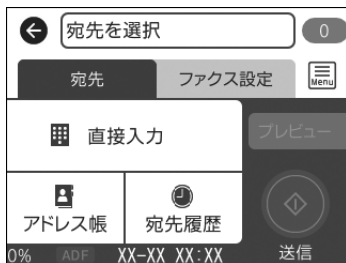 宛先を選択
0
宛先
ファクス設定
Menu
直接入力
プレビュー
アドレス帳
宛先履歴
0%
ADF
XX-XX XX:XX
送信